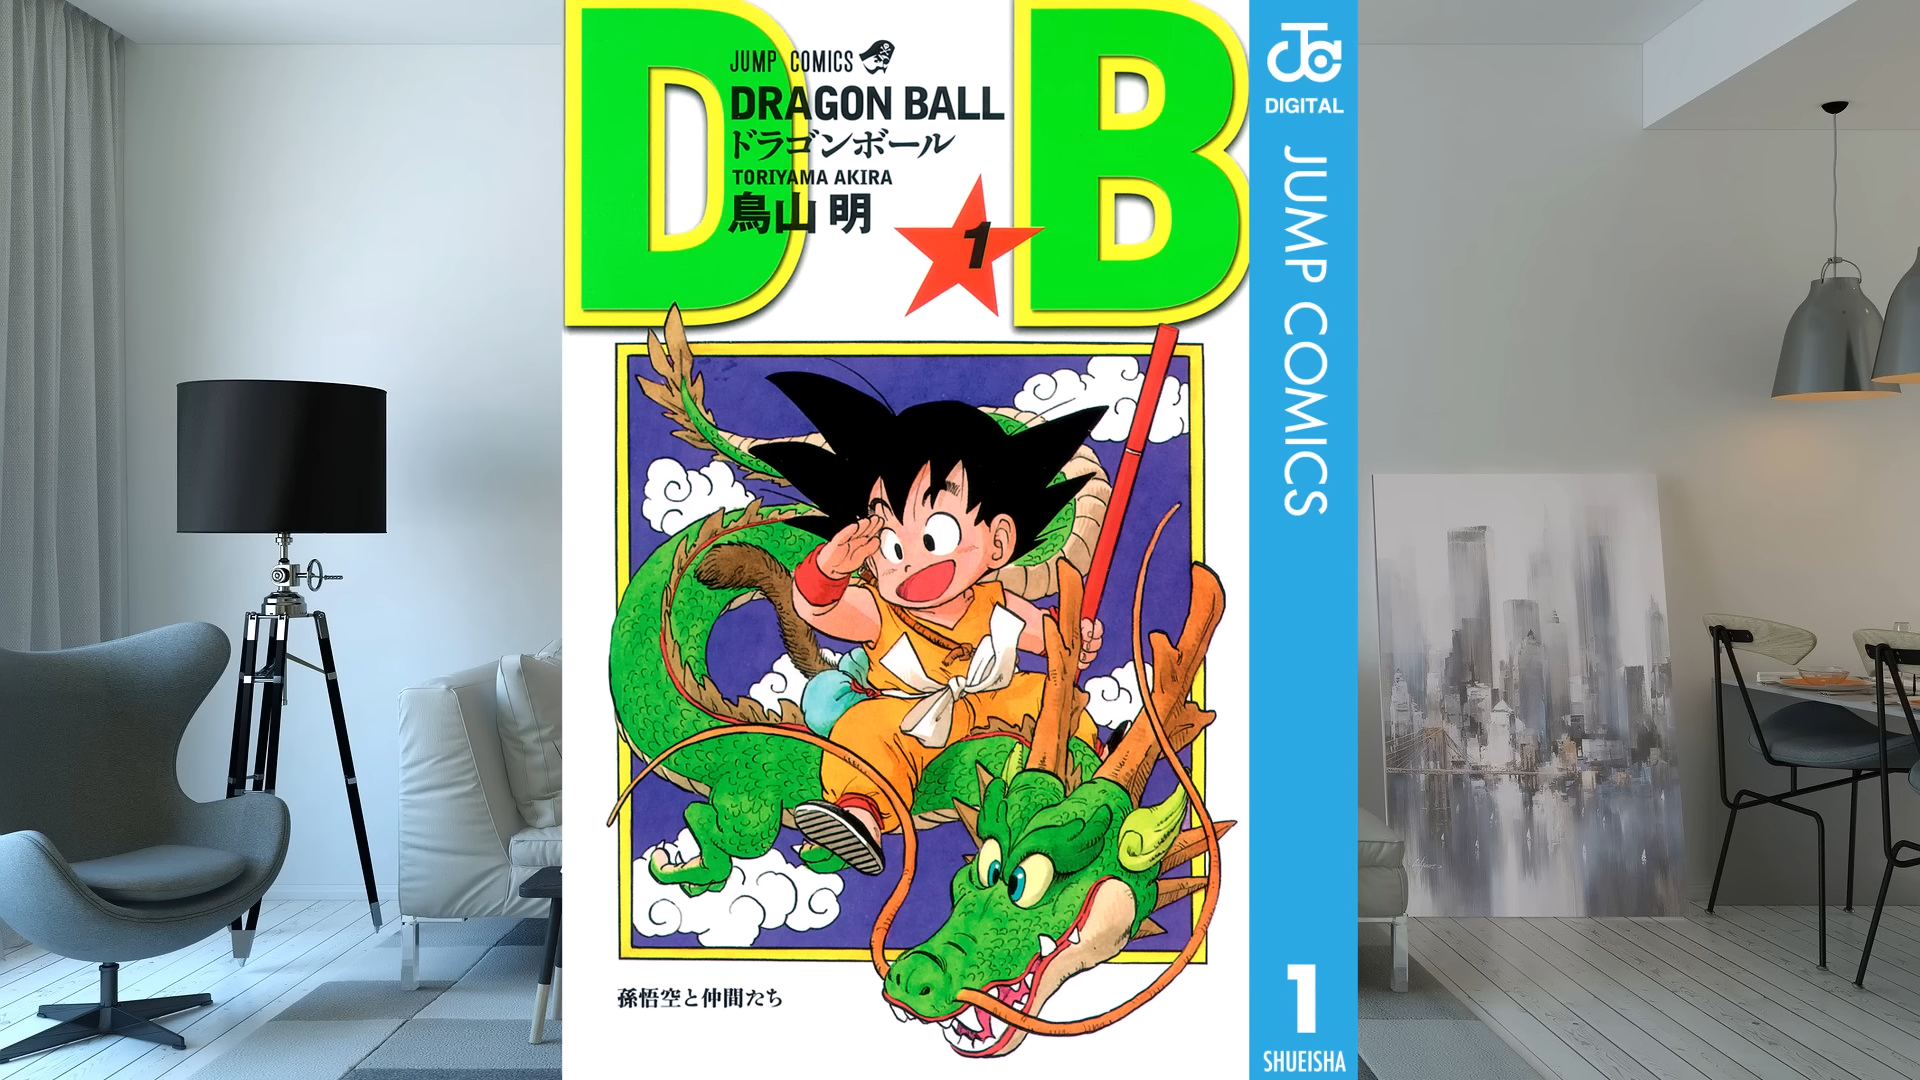 D B
JUMP COMICS
DRAGON BALL
ドラゴンボール
TORIYAMA AKIRA
鳥山 明
1
孫悟空と仲間たち
JC
DIGITAL
JUMP COMICS
1
SHUEISHA